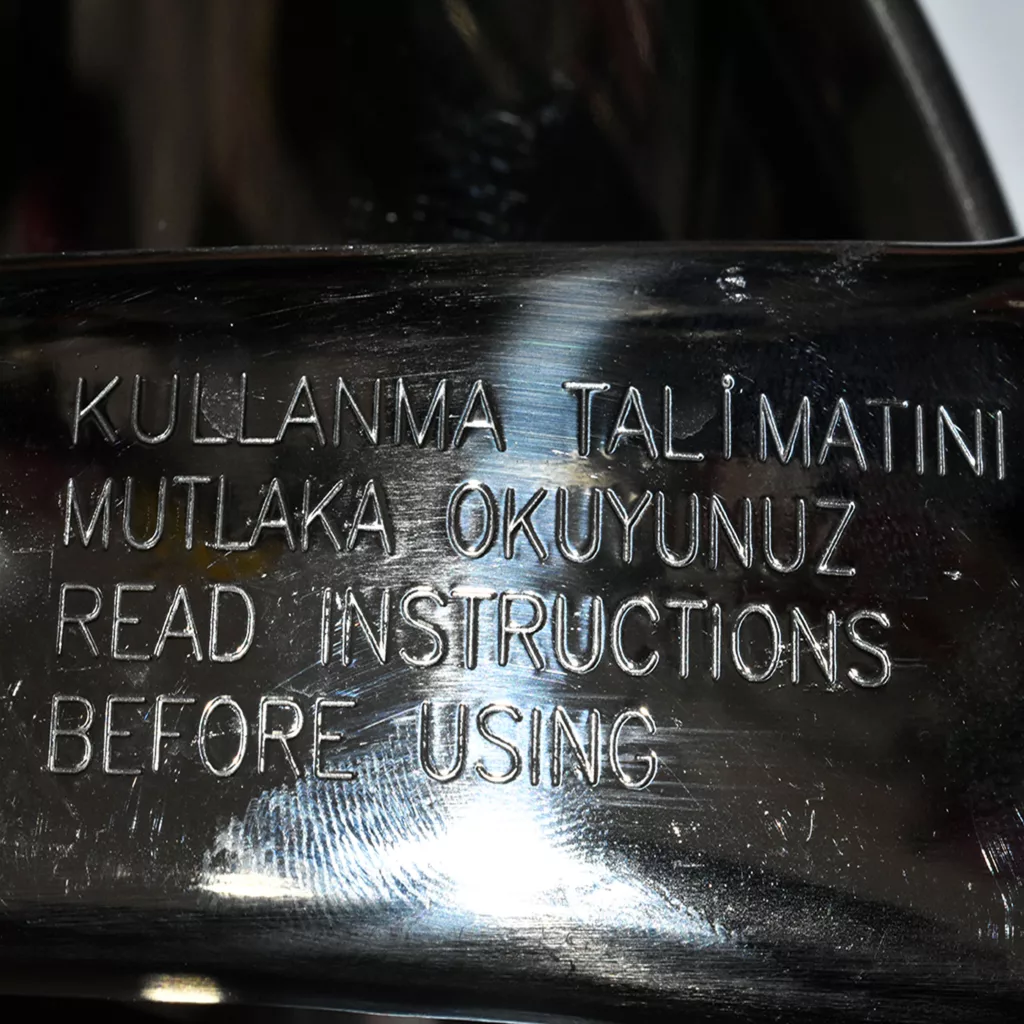 KULLANMA TALİMATINI
MUTLAKA OKUYUNUZ
READ INSTRUCTIONS
BEFORE USING